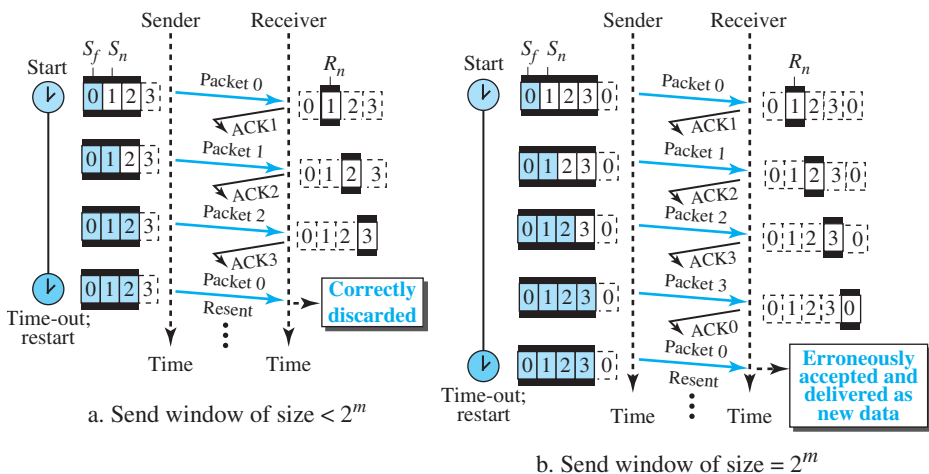 Sender Receiver
S_f S_n
Start
R_n
0 1 2 3
Packet 0
0 1 2 3
ACK1
0 1 2 3
Packet 1
0 1 2 3
ACK2
0 1 2 3
Packet 2
0 1 2 3
ACK3
0 1 2 3
Packet 0
Resent
Correctly
discarded
Time-out;
restart
Time Time
a. Send window of size < 2^m
Sender Receiver
S_f S_n
Start
R_n
0 1 2 3 0
Packet 0
0 1 2 3 0
ACK1
0 1 2 3 0
Packet 1
0 1 2 3 0
ACK2
0 1 2 3 0
Packet 2
0 1 2 3 0
ACK3
0 1 2 3 0
Packet 3
0 1 2 3 0
ACK0
0 1 2 3 0
Packet 0
Resent
Erroneously
accepted and
delivered as
new data
Time-out;
restart
Time Time
b. Send window of size = 2^m